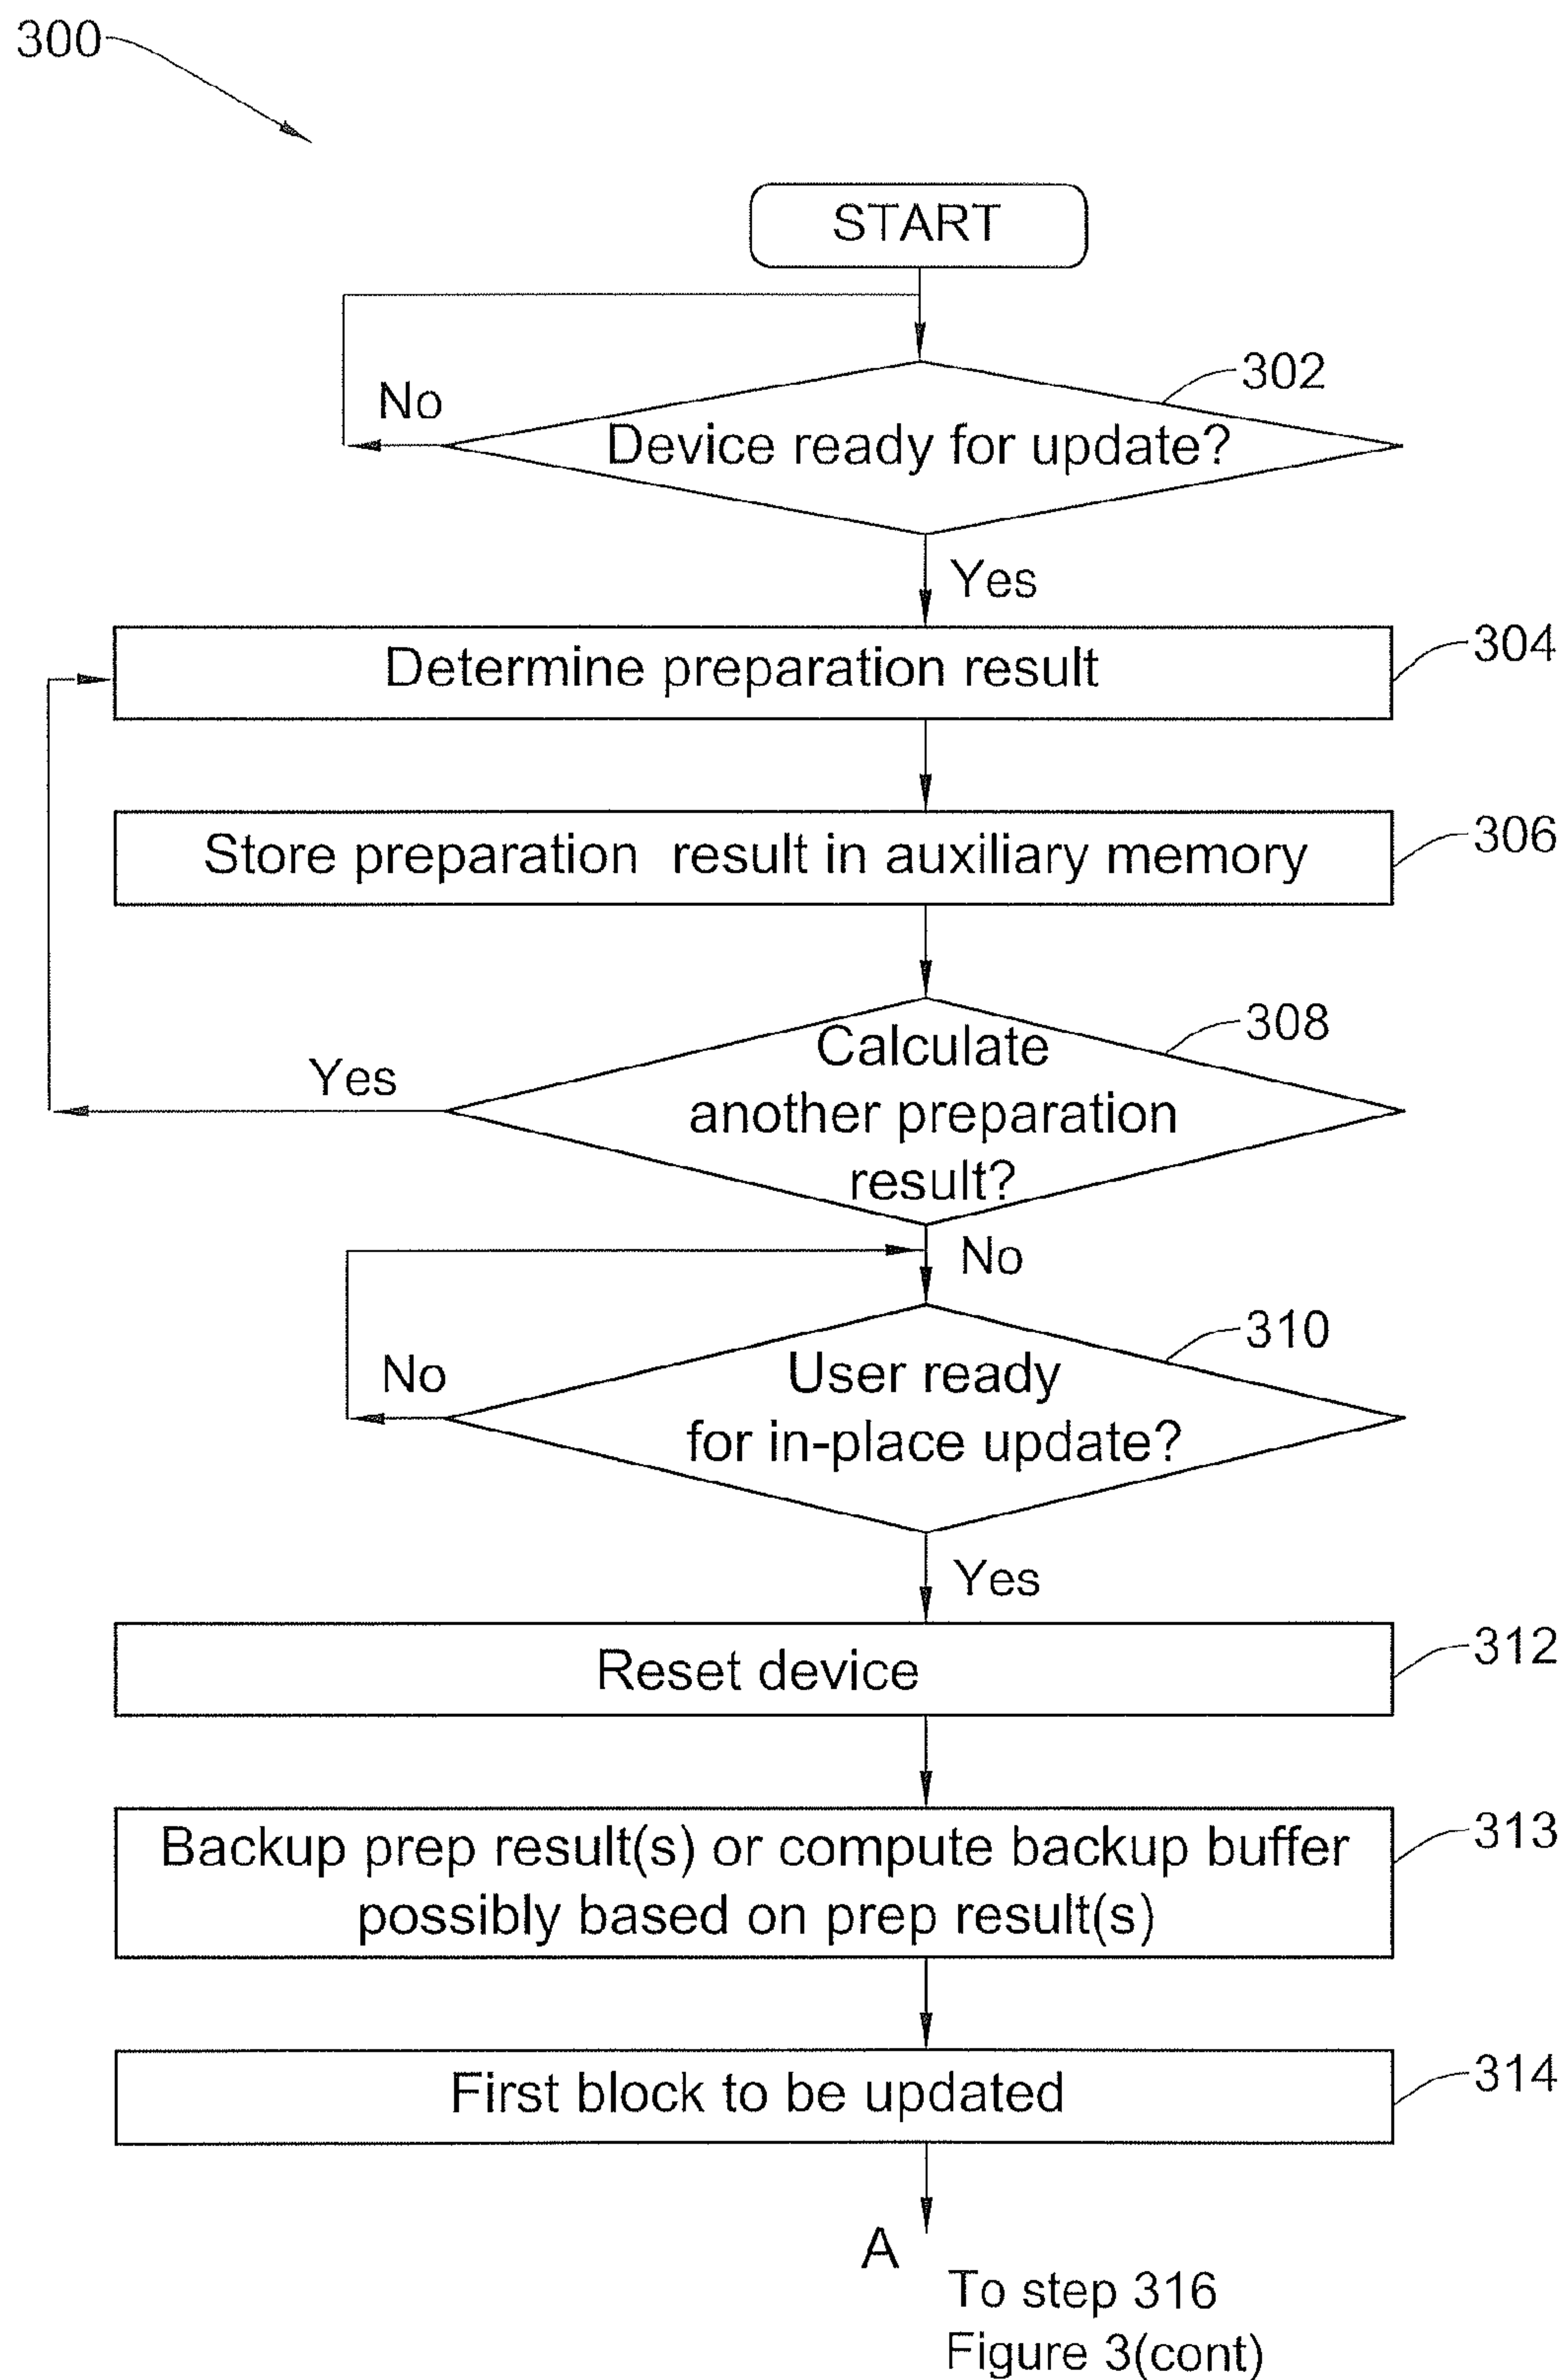 300
START
302
No
Device ready for update?
Yes
304
Determine preparation result
306
Store preparation result in auxiliary memory
308
Calculate
Yes
another preparation
result?
No
310
User ready
No
for in-place update?
Yes
312
Reset device
313
Backup prep result(s) or compute backup buffer
possibly based on prep result(s)
314
First block to be updated
A
To step 316
Figure 3(cont)